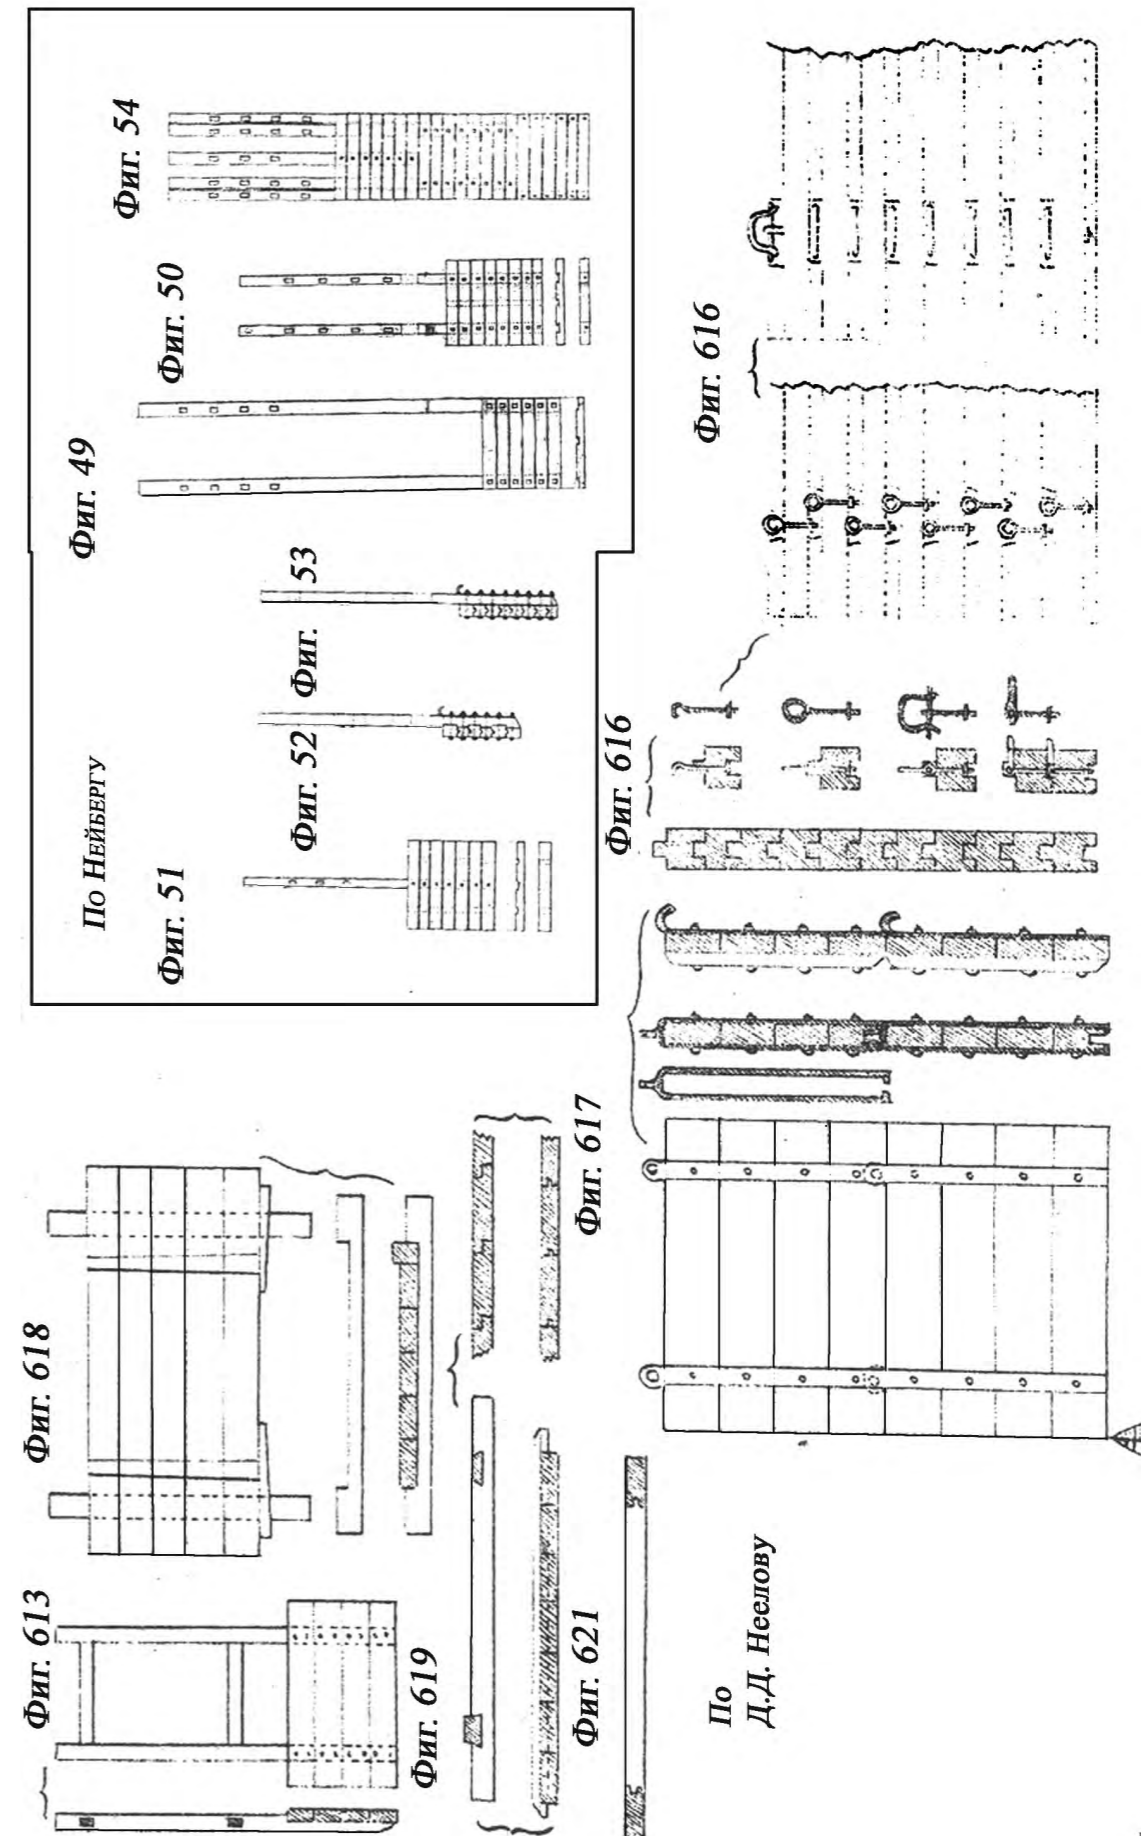 По Нейбергу
Фиг. 51
Фиг. 52
Фиг. 53
Фиг. 49
Фиг. 50
Фиг. 54
Фиг. 613
Фиг. 618
Фиг. 619
Фиг. 621
Фиг. 617
Фиг. 616
Фиг. 616
По
Д.Д. Неелову